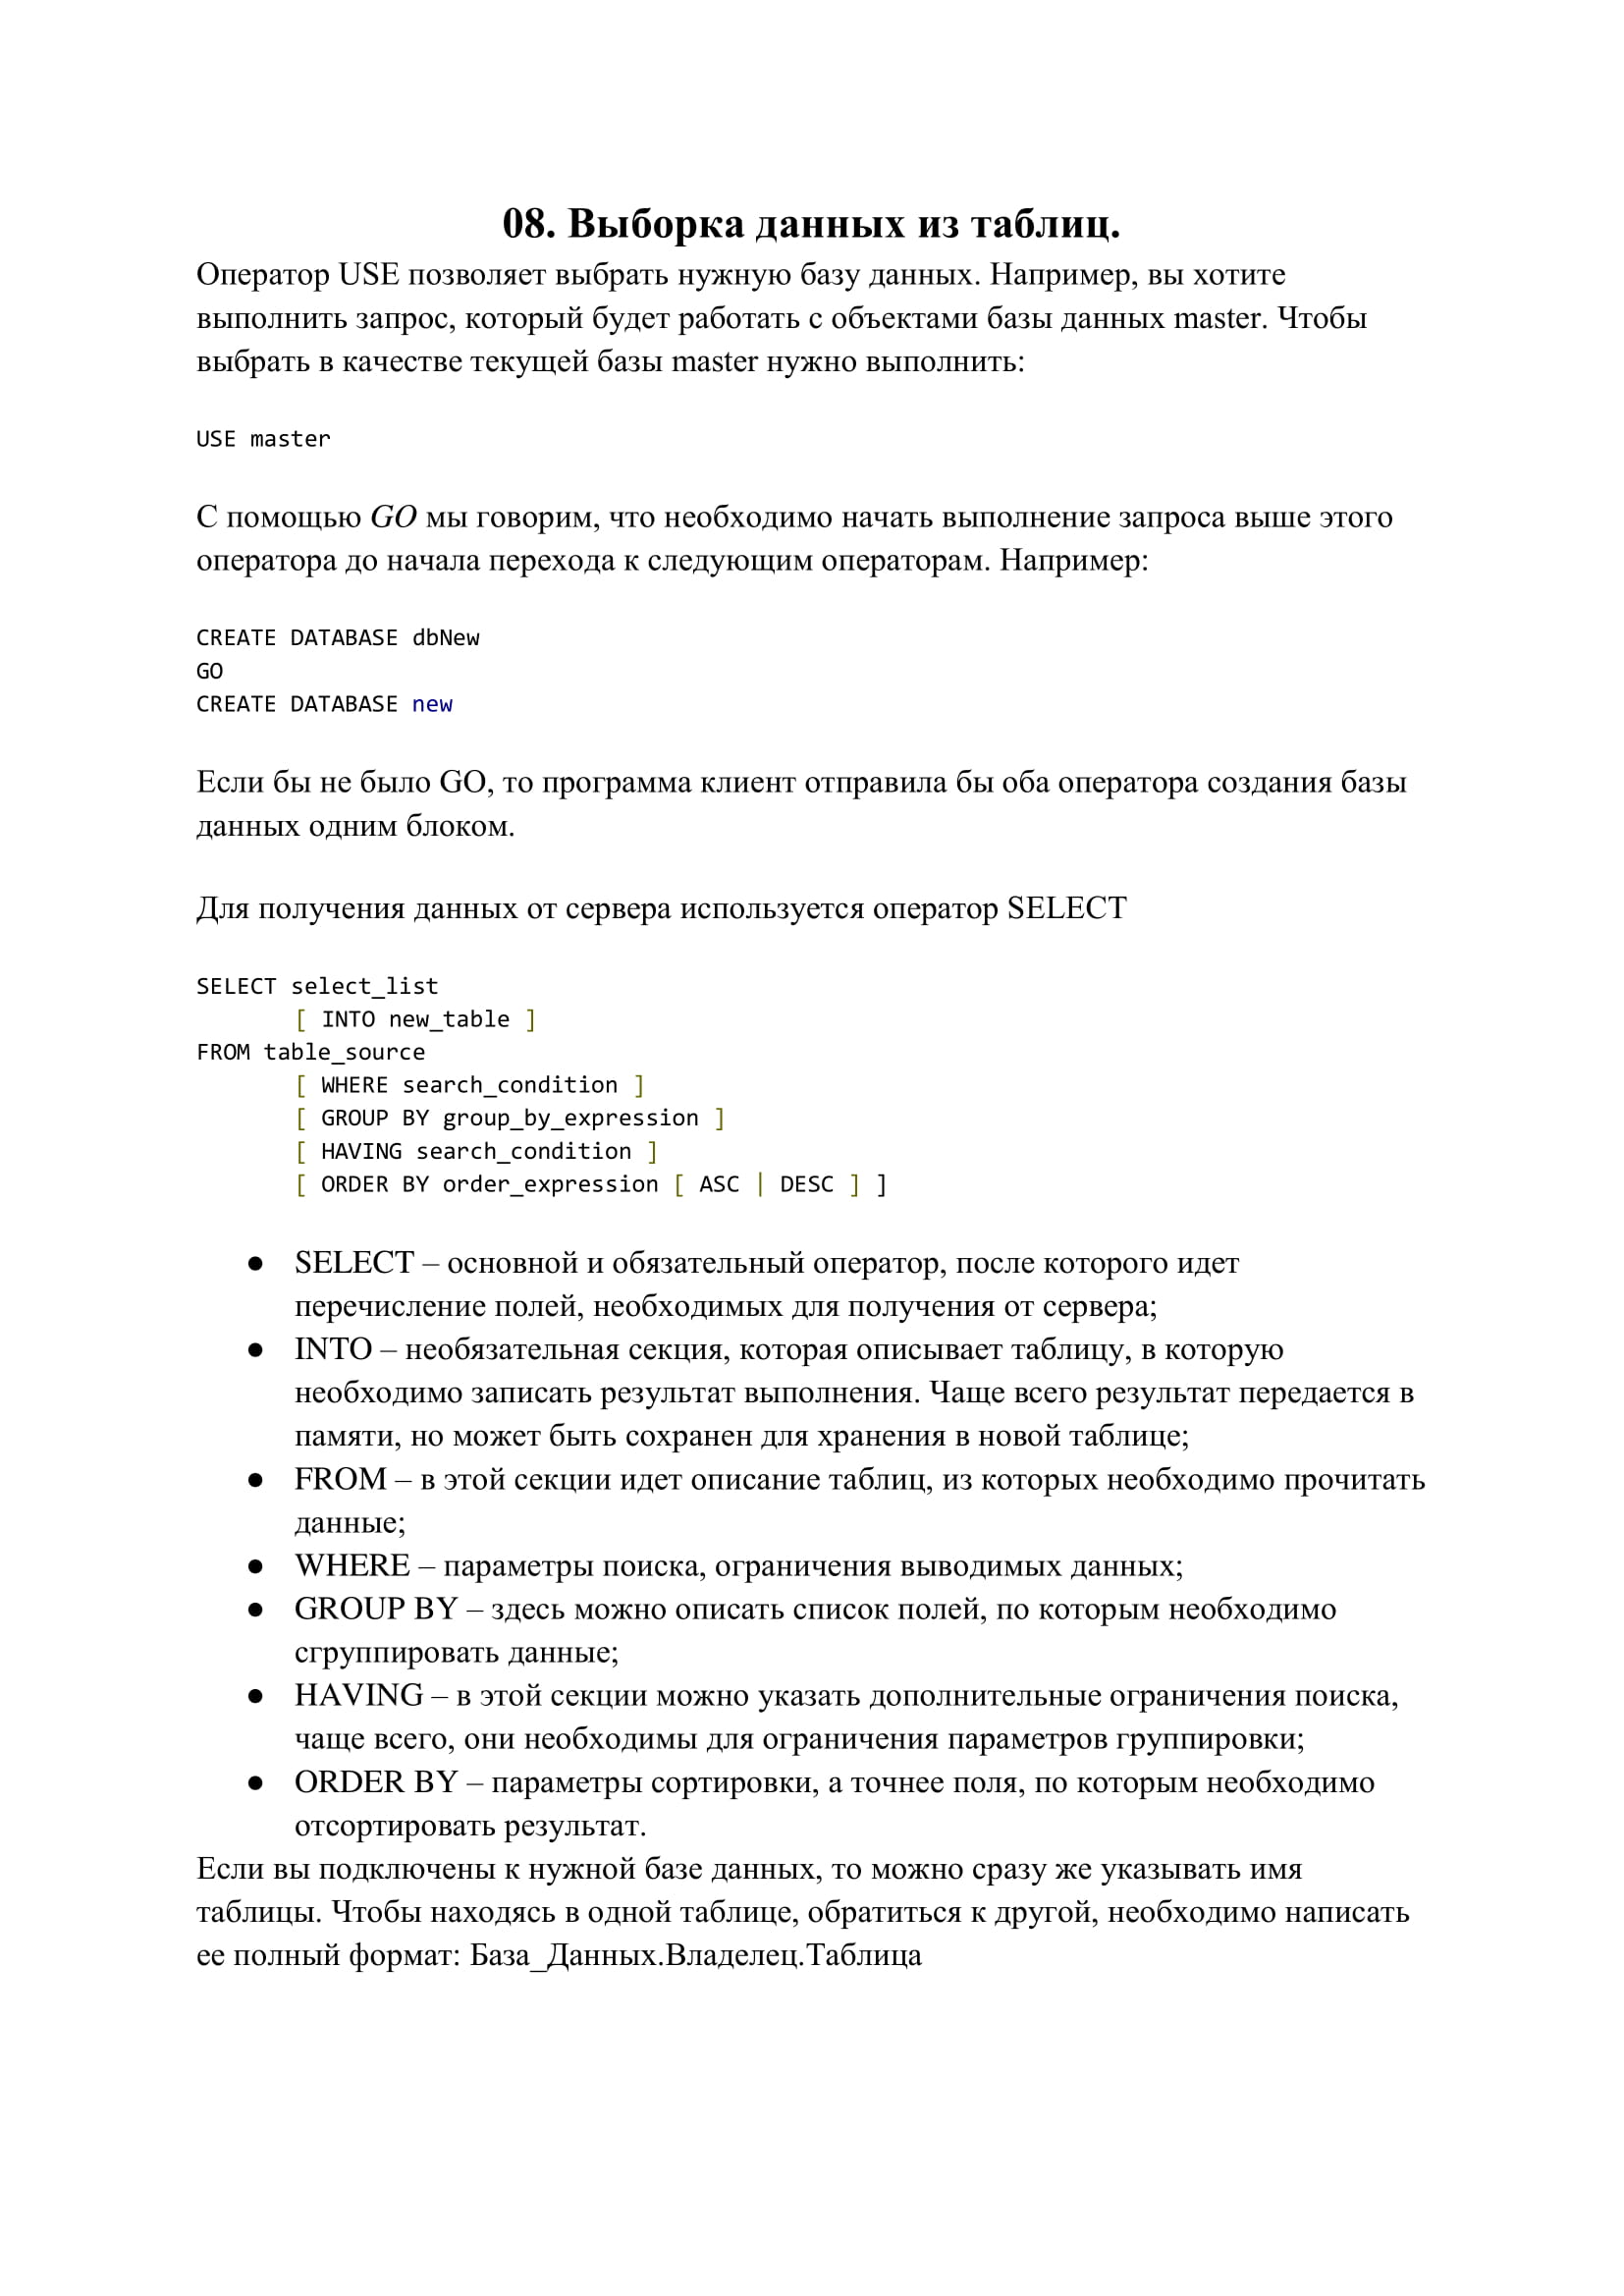 08. Выборка данных из таблиц.
Оператор USE позволяет выбрать нужную базу данных. Например, вы хотите
выполнить запрос, который будет работать с объектами базы данных master. Чтобы
выбрать в качестве текущей базы master нужно выполнить:
USE master
С помощью GO мы говорим, что необходимо начать выполнение запроса выше этого
оператора до начала перехода к следующим операторам. Например:
CREATE DATABASE dbNew
GO
CREATE DATABASE new
Если бы не было GO, то программа клиент отправила бы оба оператора создания базы
данных одним блоком.
Для получения данных от сервера используется оператор SELECT
SELECT select_list
[ INTO new_table ]
FROM table_source
[ WHERE search_condition ]
[ GROUP BY group_by_expression ]
[ HAVING search_condition ]
[ ORDER BY order_expression [ ASC | DESC ] ]
● SELECT – основной и обязательный оператор, после которого идет
перечисление полей, необходимых для получения от сервера;
● INTO – необязательная секция, которая описывает таблицу, в которую
необходимо записать результат выполнения. Чаще всего результат передается в
памяти, но может быть сохранен для хранения в новой таблице;
● FROM – в этой секции идет описание таблиц, из которых необходимо прочитать
данные;
● WHERE – параметры поиска, ограничения выводимых данных;
● GROUP BY – здесь можно описать список полей, по которым необходимо
сгруппировать данные;
● HAVING – в этой секции можно указать дополнительные ограничения поиска,
чаще всего, они необходимы для ограничения параметров группировки;
● ORDER BY – параметры сортировки, а точнее поля, по которым необходимо
отсортировать результат.
Если вы подключены к нужной базе данных, то можно сразу же указывать имя
таблицы. Чтобы находясь в одной таблице, обратиться к другой, необходимо написать
ее полный формат: База_Данных.Владелец.Таблица